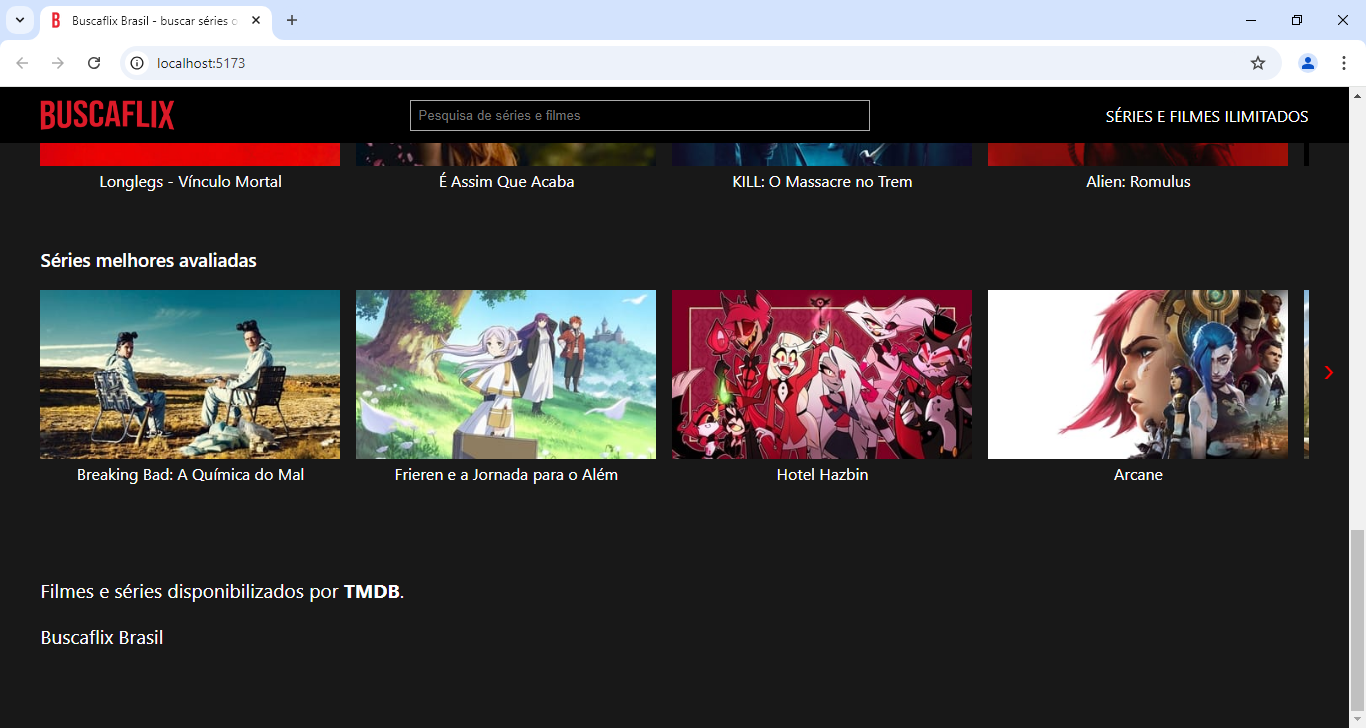 Buscaflix Brasil - buscar séries o
localhost:5173
BUSCAFLIX
Pesquisa de séries e filmes
SÉRIES E FILMES ILIMITADOS
Longlegs - Vínculo Mortal
É Assim Que Acaba
KILL: O Massacre no Trem
Alien: Romulus
Séries melhores avaliadas
Breaking Bad: A Química do Mal
Frieren e a Jornada para o Além
Hotel Hazbin
Arcane
Filmes e séries disponibilizados por TMDB.
Buscaflix Brasil